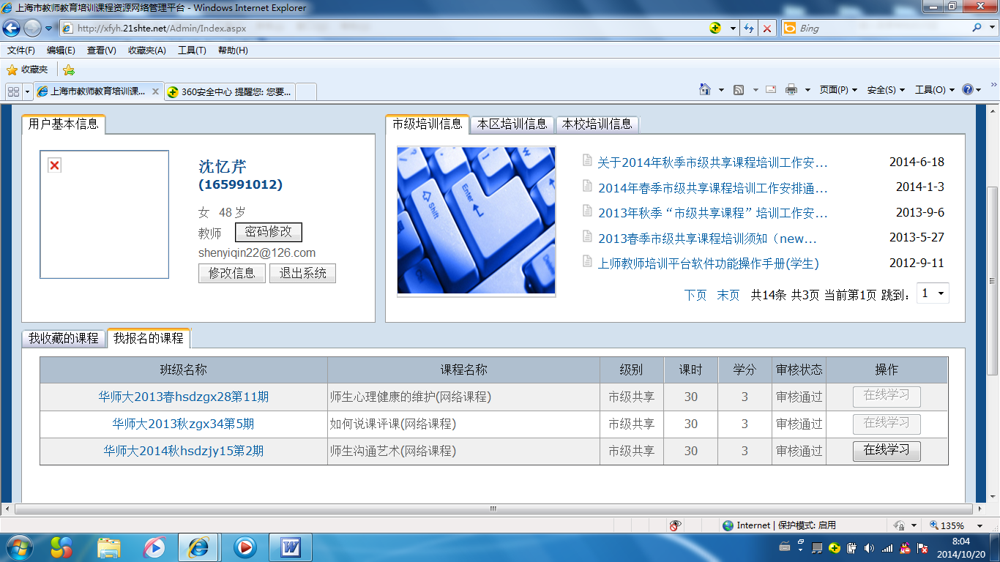 上海市教师教育培训课程资源网络管理平台 - Windows Internet Explorer
http://xfyh.21shte.net/Admin/Index.aspx
Bing
文件(F) 编辑(E) 查看(V) 收藏夹(A) 工具(T) 帮助(H)
收藏夹
上海市教师教育培训课... 360安全中心 提醒您: 您要... 页面(P) 安全(S) 工具(O)
用户基本信息
沈忆芹
(165991012)
女 48 岁
教师 密码修改
shenyiqin22@126.com
修改信息 退出系统
市级培训信息 本区培训信息 本校培训信息
Enter
Shift
W
关于2014年秋季市级共享课程培训工作安... 2014-6-18
2014年春季市级共享课程培训工作安排通... 2014-1-3
2013年秋季“市级共享课程”培训工作安... 2013-9-6
2013春季市级共享课程培训须知（new... 2013-5-27
上师教师培训平台软件功能操作手册(学生) 2012-9-11
下页 末页 共14条 共3页 当前第1页 跳到： 1
我收藏的课程 我报名的课程
班级名称 课程名称 级别 课时 学分 审核状态 操作
华师大2013春hsdzgx28第11期 师生心理健康的维护(网络课程) 市级共享 30 3 审核通过 在线学习
华师大2013秋zgx34第5期 如何说课评课(网络课程) 市级共享 30 3 审核通过 在线学习
华师大2014秋hsdzjy15第2期 师生沟通艺术(网络课程) 市级共享 30 3 审核通过 在线学习
Internet | 保护模式: 启用 135%
8:04
2014/10/20